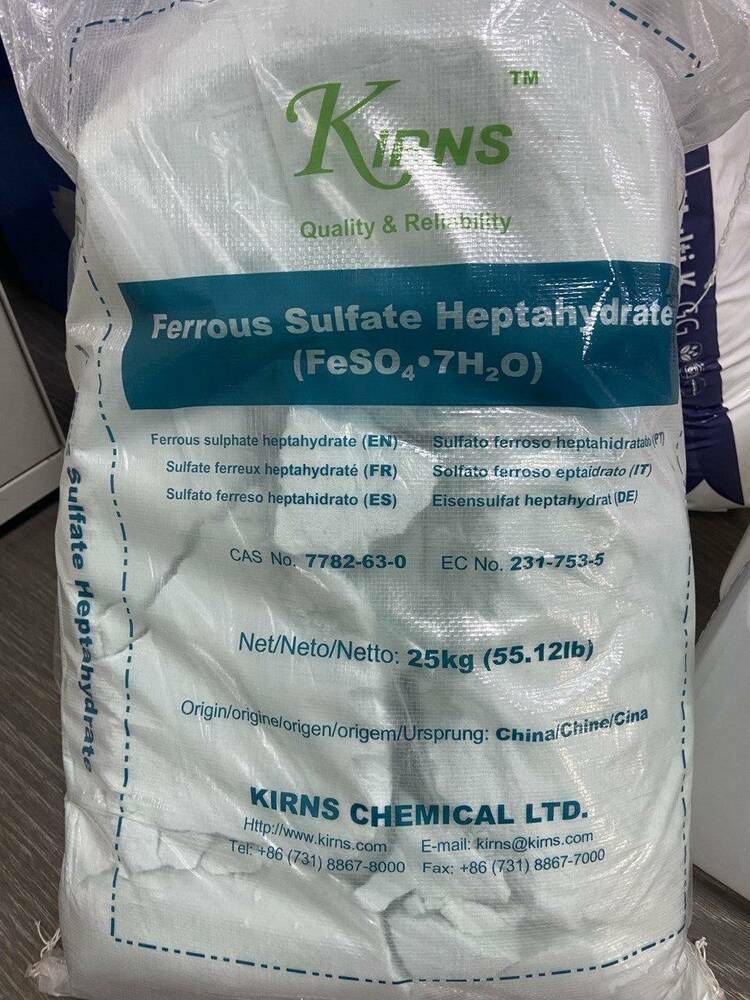 KIRNS TM
Quality & Reliability
Ferrous Sulfate Heptahydrate
(FeSO₄•7H₂O)
Ferrous sulphate heptahydrate (EN)
Sulfate ferreux heptahydraté (FR)
Sulfato ferreso heptahidrato (ES)
Sulfato ferroso heptahidratabo (PT)
Solfato ferroso eptaidrato (IT)
Eisensulfat heptahydrat (DE)
CAS No. 7782-63-0 EC No. 231-753-5
Net/Neto/Netto: 25kg (55.12lb)
Origin/origine/origen/origem/Ursprung: China/Chine/Cina
KIRNS CHEMICAL LTD.
Http://www.kirns.com E-mail: kirns@kirns.com
Tel: +86 (731) 8867-8000 Fax: +86 (731) 8867-7000
Sulfate Heptahydrate